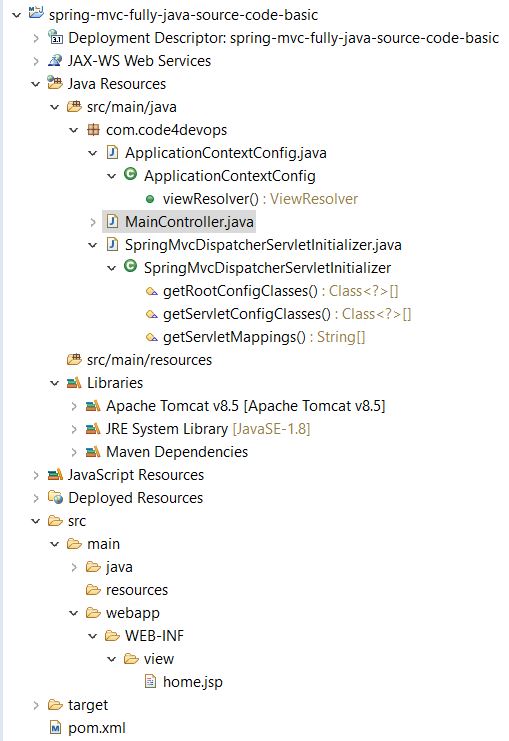 spring-mvc-fully-java-source-code-basic
Deployment Descriptor: spring-mvc-fully-java-source-code-basic
JAX-WS Web Services
Java Resources
src/main/java
com.code4devops
ApplicationContextConfig.java
ApplicationContextConfig
viewResolver() : ViewResolver
MainController.java
SpringMvcDispatcherServletInitializer.java
SpringMvcDispatcherServletInitializer
getRootConfigClasses() : Class<?>[]
getServletConfigClasses() : Class<?>[]
getServletMappings() : String[]
src/main/resources
Libraries
Apache Tomcat v8.5 [Apache Tomcat v8.5]
JRE System Library [JavaSE-1.8]
Maven Dependencies
JavaScript Resources
Deployed Resources
src
main
java
resources
webapp
WEB-INF
view
home.jsp
target
pom.xml